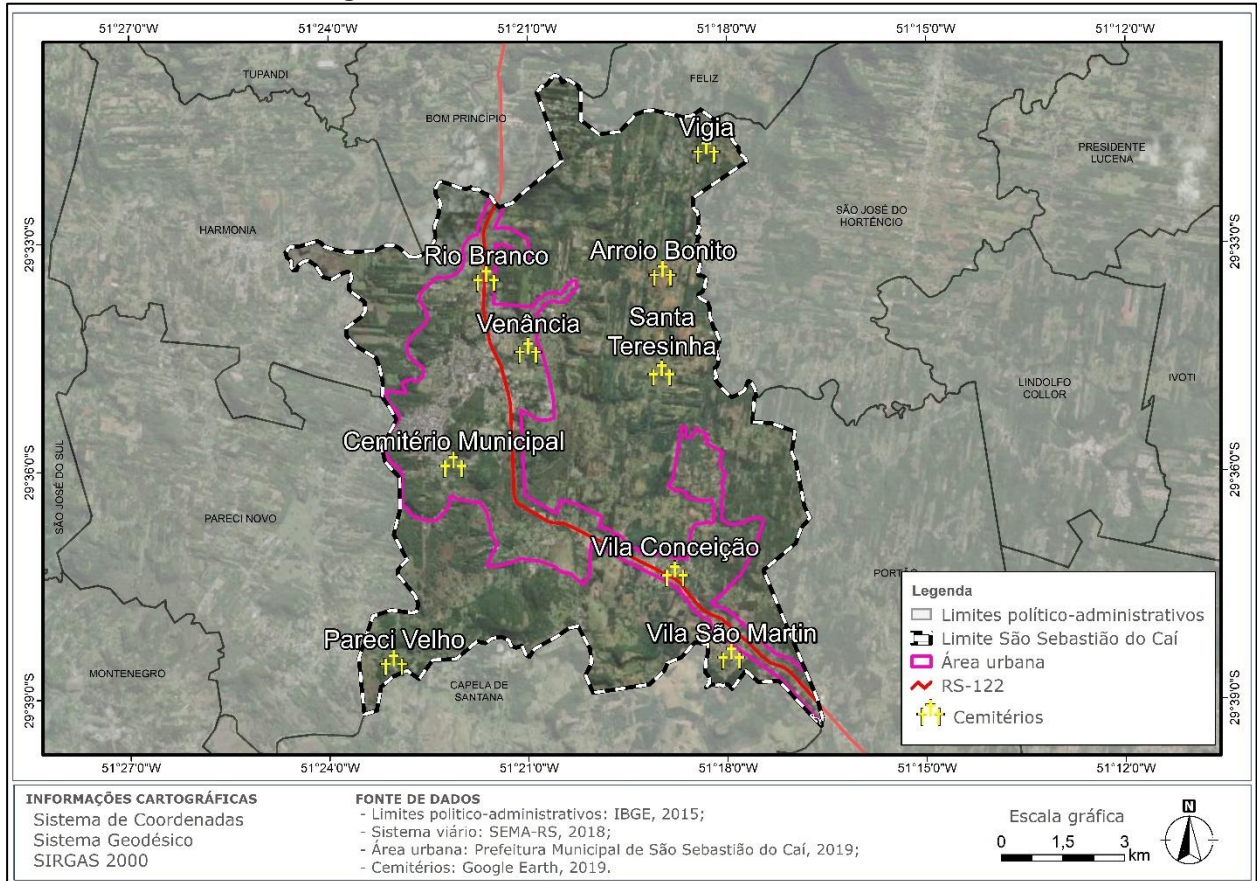 51°27'0"W
51°24'0"W
51°21'0"W
51°18'0"W
51°15'0"W
51°12'0"W
TUPANDI
FELIZ
BOM PRINCÍPIO
Vigia
PRESIDENTE
LUCENA
SÃO JOSÉ DO
HORTÊNCIO
HARMONIA
29°33'0"S
29°33'0"S
Rio Branco
Arroio Bonito
Venância
Santa
Teresinha
LINDOLFO
COLLOR
IVOTI
Cemitério Municipal
29°36'0"S
29°36'0"S
SÃO JOSÉ DO SUL
PARECI NOVO
Vila Conceição
PORTÃO
Pareci Velho
Vila São Martin
MONTENEGRO
CAPELA DE
SANTANA
29°39'0"S
29°39'0"S
Legenda
Limites político-administrativos
Limite São Sebastião do Caí
Área urbana
RS-122
Cemitérios
51°27'0"W
51°24'0"W
51°21'0"W
51°18'0"W
51°15'0"W
51°12'0"W
INFORMAÇÕES CARTOGRÁFICAS
Sistema de Coordenadas
Sistema Geodésico
SIRGAS 2000
FONTE DE DADOS
- Limites politico-administrativos: IBGE, 2015;
- Sistema viário: SEMA-RS, 2018;
- Área urbana: Prefeitura Municipal de São Sebastião do Caí, 2019;
- Cemitérios: Google Earth, 2019.
Escala gráfica
0 1,5 3
km
N